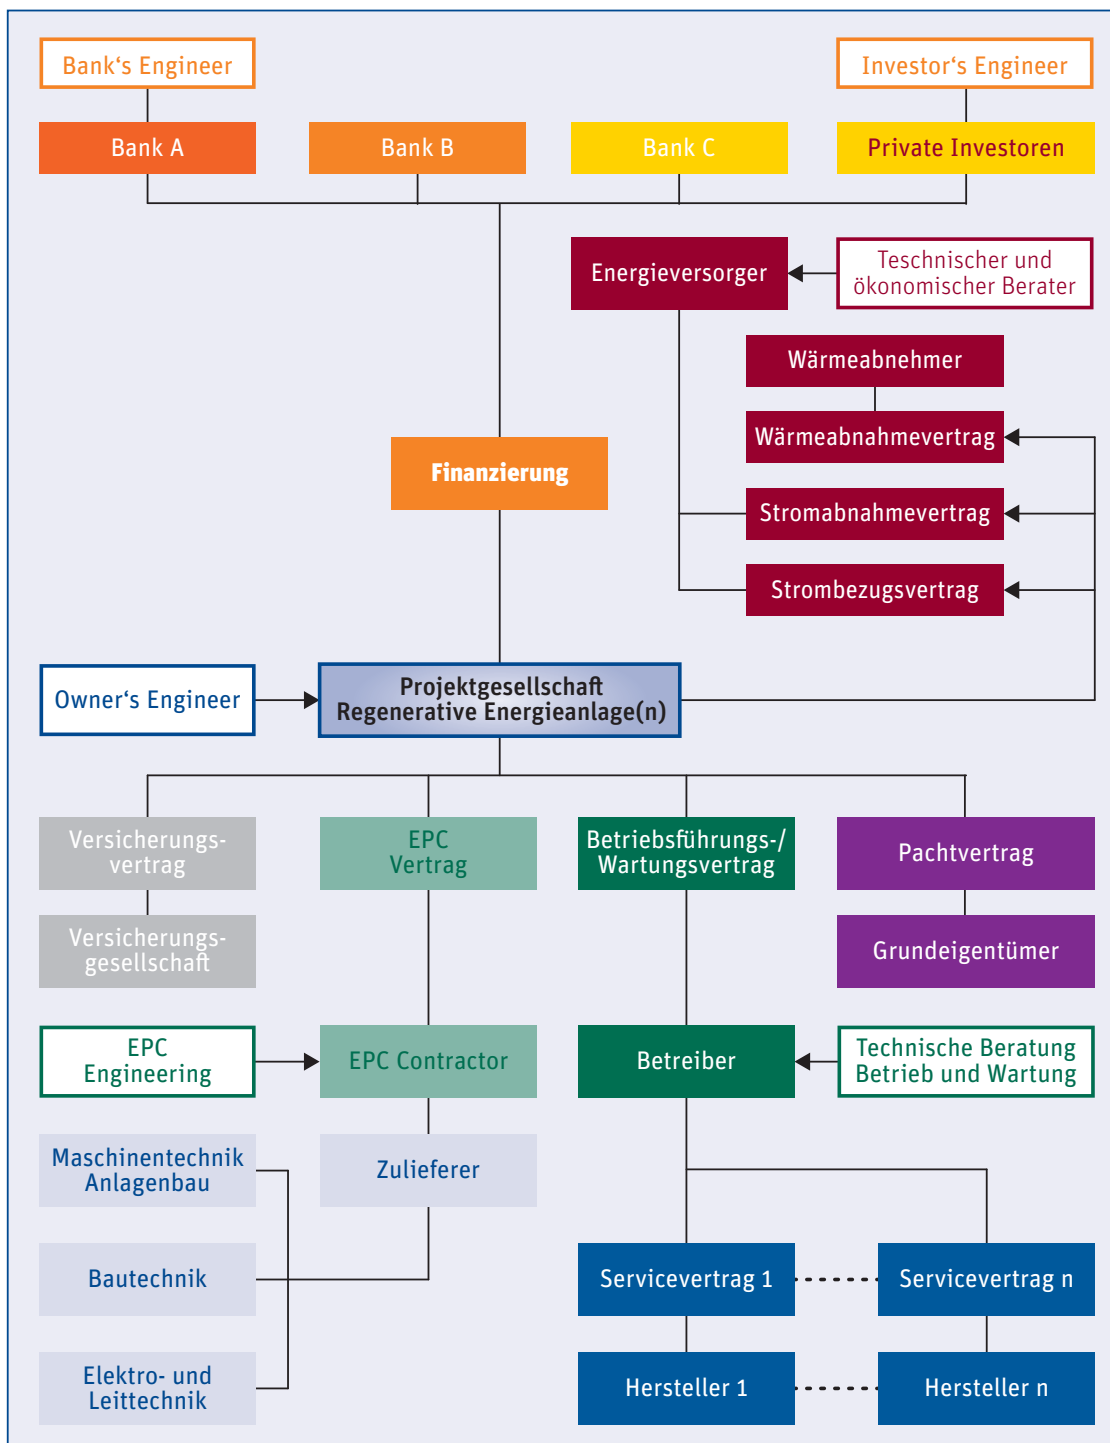 Bank‘s Engineer
Investor‘s Engineer
Bank A
Bank B
Bank C
Private Investoren
Energieversorger
Teschnischer und
ökonomischer Berater
Wärmeabnehmer
Wärmeabnahmevertrag
Finanzierung
Stromabnahmevertrag
Strombezugsvertrag
Owner‘s Engineer
Projektgesellschaft
Regenerative Energieanlage(n)
Versicherungs-
vertrag
EPC
Vertrag
Betriebsführungs-/
Wartungsvertrag
Pachtvertrag
Versicherungs-
gesellschaft
Grundeigentümer
EPC
Engineering
EPC Contractor
Betreiber
Technische Beratung
Betrieb und Wartung
Maschinentechnik
Anlagenbau
Zulieferer
Bautechnik
Servicevertrag 1
Servicevertrag n
Elektro- und
Leittechnik
Hersteller 1
Hersteller n